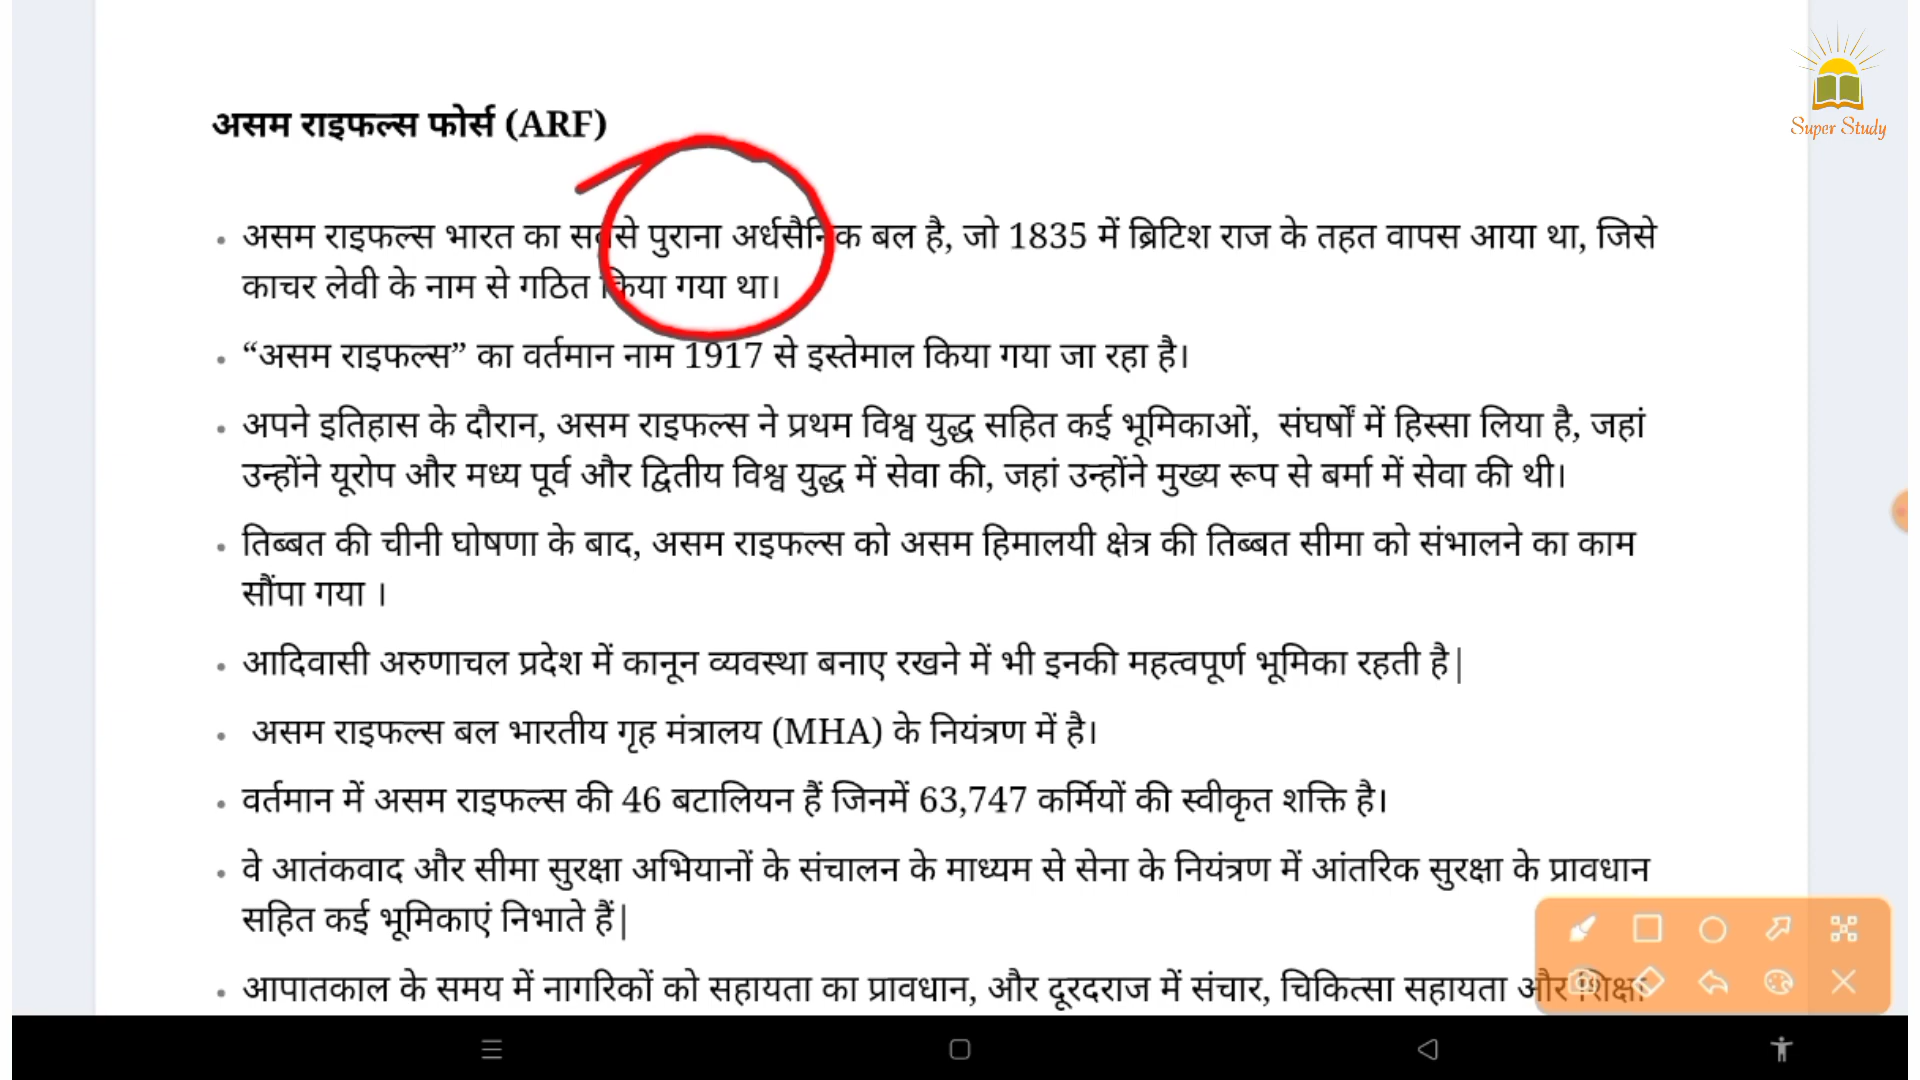 असम राइफल्स फोर्स (ARF)
Super Study
• असम राइफल्स भारत का सबसे पुराना अर्धसैनिक बल है, जो 1835 में ब्रिटिश राज के तहत वापस आया था, जिसे
काचर लेवी के नाम से गठित किया गया था।
• “असम राइफल्स” का वर्तमान नाम 1917 से इस्तेमाल किया गया जा रहा है।
• अपने इतिहास के दौरान, असम राइफल्स ने प्रथम विश्व युद्ध सहित कई भूमिकाओं,  संघर्षों में हिस्सा लिया है, जहां
उन्होंने यूरोप और मध्य पूर्व और द्वितीय विश्व युद्ध में सेवा की, जहां उन्होंने मुख्य रूप से बर्मा में सेवा की थी।
• तिब्बत की चीनी घोषणा के बाद, असम राइफल्स को असम हिमालयी क्षेत्र की तिब्बत सीमा को संभालने का काम
सौंपा गया ।
• आदिवासी अरुणाचल प्रदेश में कानून व्यवस्था बनाए रखने में भी इनकी महत्वपूर्ण भूमिका रहती है|
• असम राइफल्स बल भारतीय गृह मंत्रालय (MHA) के नियंत्रण में है।
• वर्तमान में असम राइफल्स की 46 बटालियन हैं जिनमें 63,747 कर्मियों की स्वीकृत शक्ति है।
• वे आतंकवाद और सीमा सुरक्षा अभियानों के संचालन के माध्यम से सेना के नियंत्रण में आंतरिक सुरक्षा के प्रावधान
सहित कई भूमिकाएं निभाते हैं|
• आपातकाल के समय में नागरिकों को सहायता का प्रावधान, और दूरदराज में संचार, चिकित्सा सहायता और शिक्षा